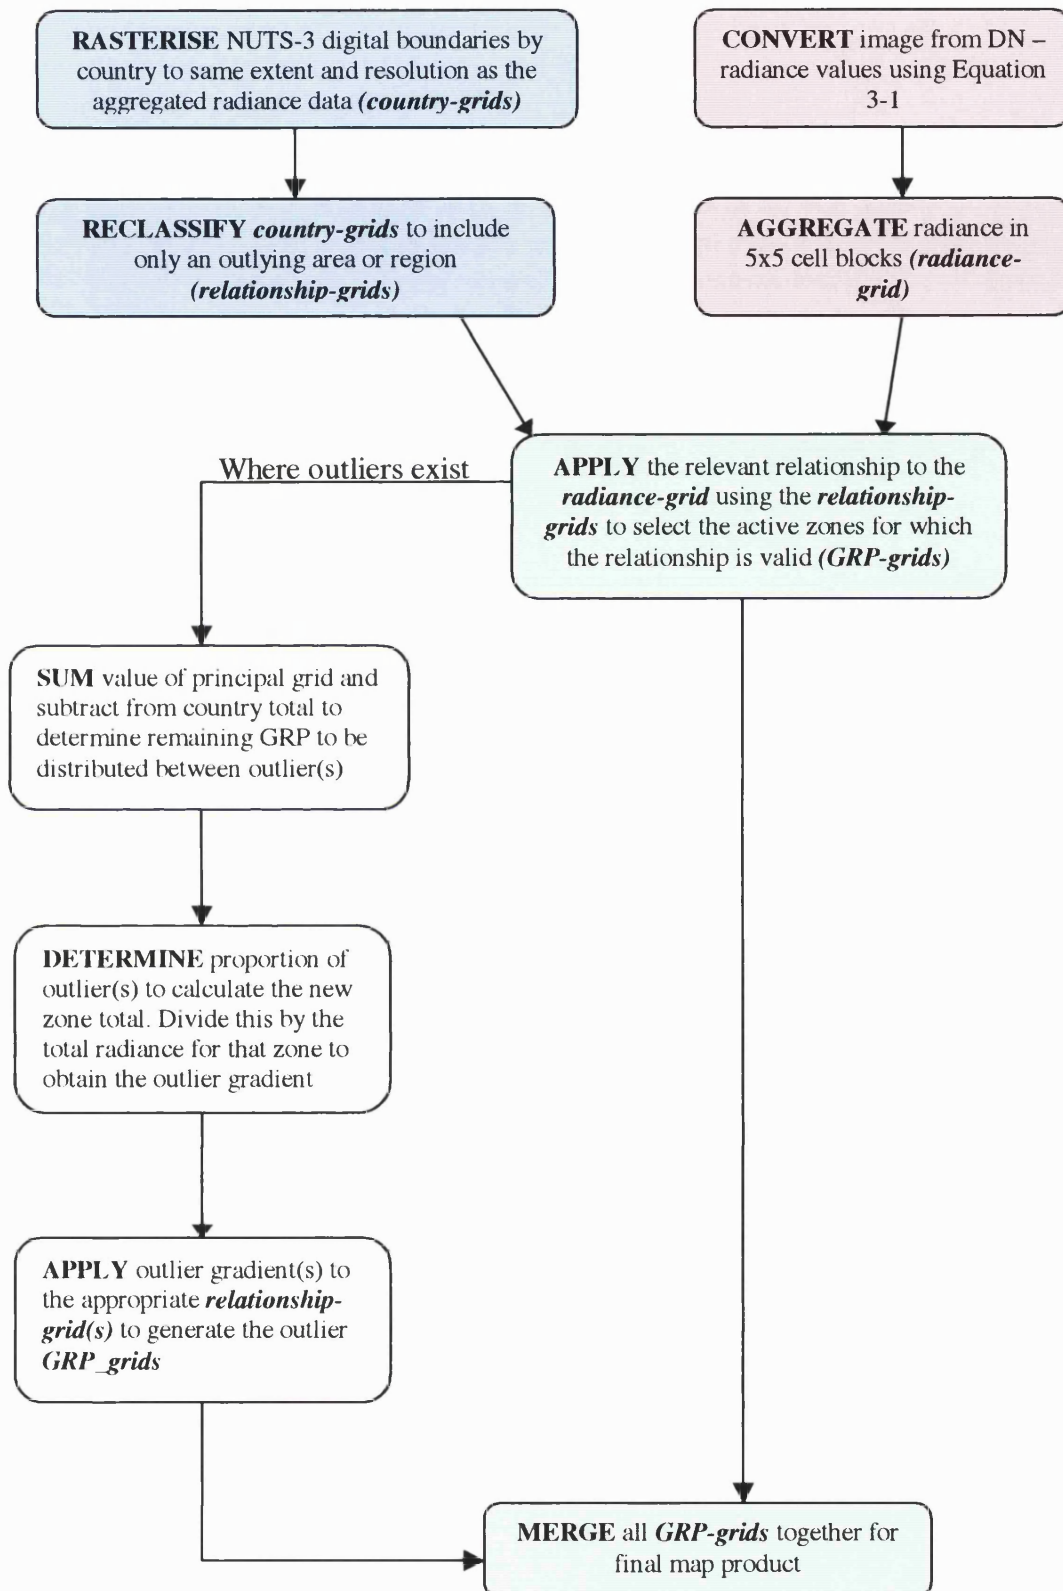 RASTERISE NUTS-3 digital boundaries by
country to same extent and resolution as the
aggregated radiance data (country-grids)
CONVERT image from DN –
radiance values using Equation
3-1
RECLASSIFY country-grids to include
only an outlying area or region
(relationship-grids)
AGGREGATE radiance in
5x5 cell blocks (radiance-
grid)
Where outliers exist
APPLY the relevant relationship to the
radiance-grid using the relationship-
grids to select the active zones for which
the relationship is valid (GRP-grids)
SUM value of principal grid and
subtract from country total to
determine remaining GRP to be
distributed between outlier(s)
DETERMINE proportion of
outlier(s) to calculate the new
zone total. Divide this by the
total radiance for that zone to
obtain the outlier gradient
APPLY outlier gradient(s) to
the appropriate relationship-
grid(s) to generate the outlier
GRP_grids
MERGE all GRP-grids together for
final map product